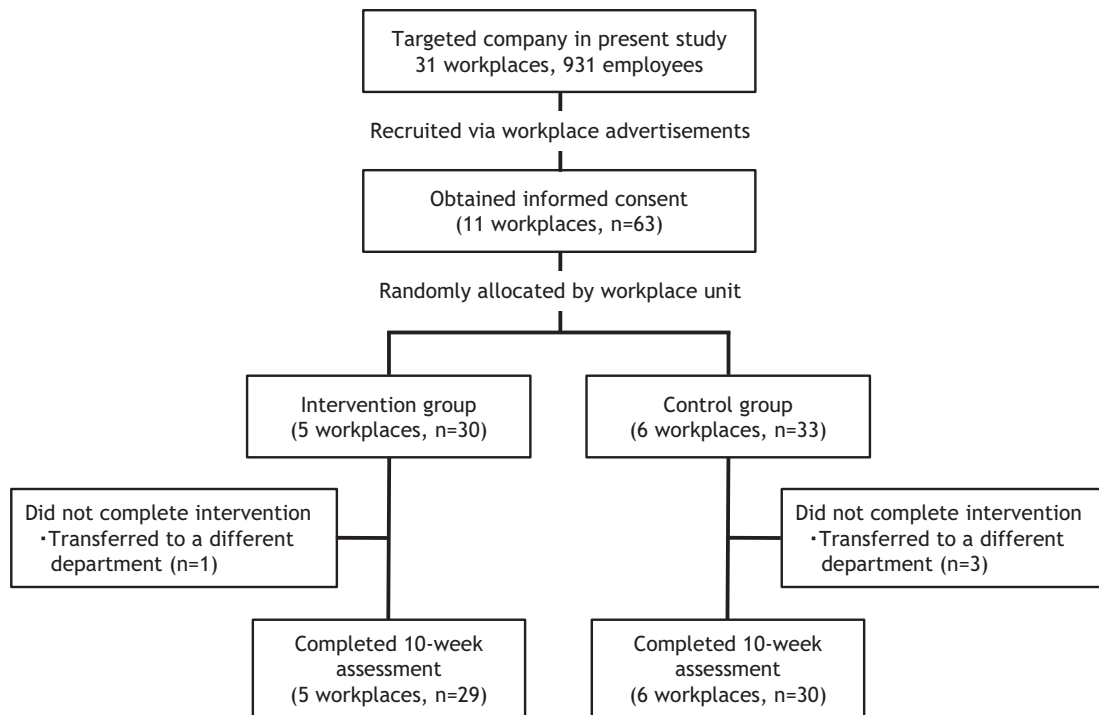 Targeted company in present study
31 workplaces, 931 employees
Recruited via workplace advertisements
Obtained informed consent
(11 workplaces, n=63)
Randomly allocated by workplace unit
Intervention group
(5 workplaces, n=30)
Control group
(6 workplaces, n=33)
Did not complete intervention
・Transferred to a different
department (n=1)
Did not complete intervention
・Transferred to a different
department (n=3)
Completed 10-week
assessment
(5 workplaces, n=29)
Completed 10-week
assessment
(6 workplaces, n=30)